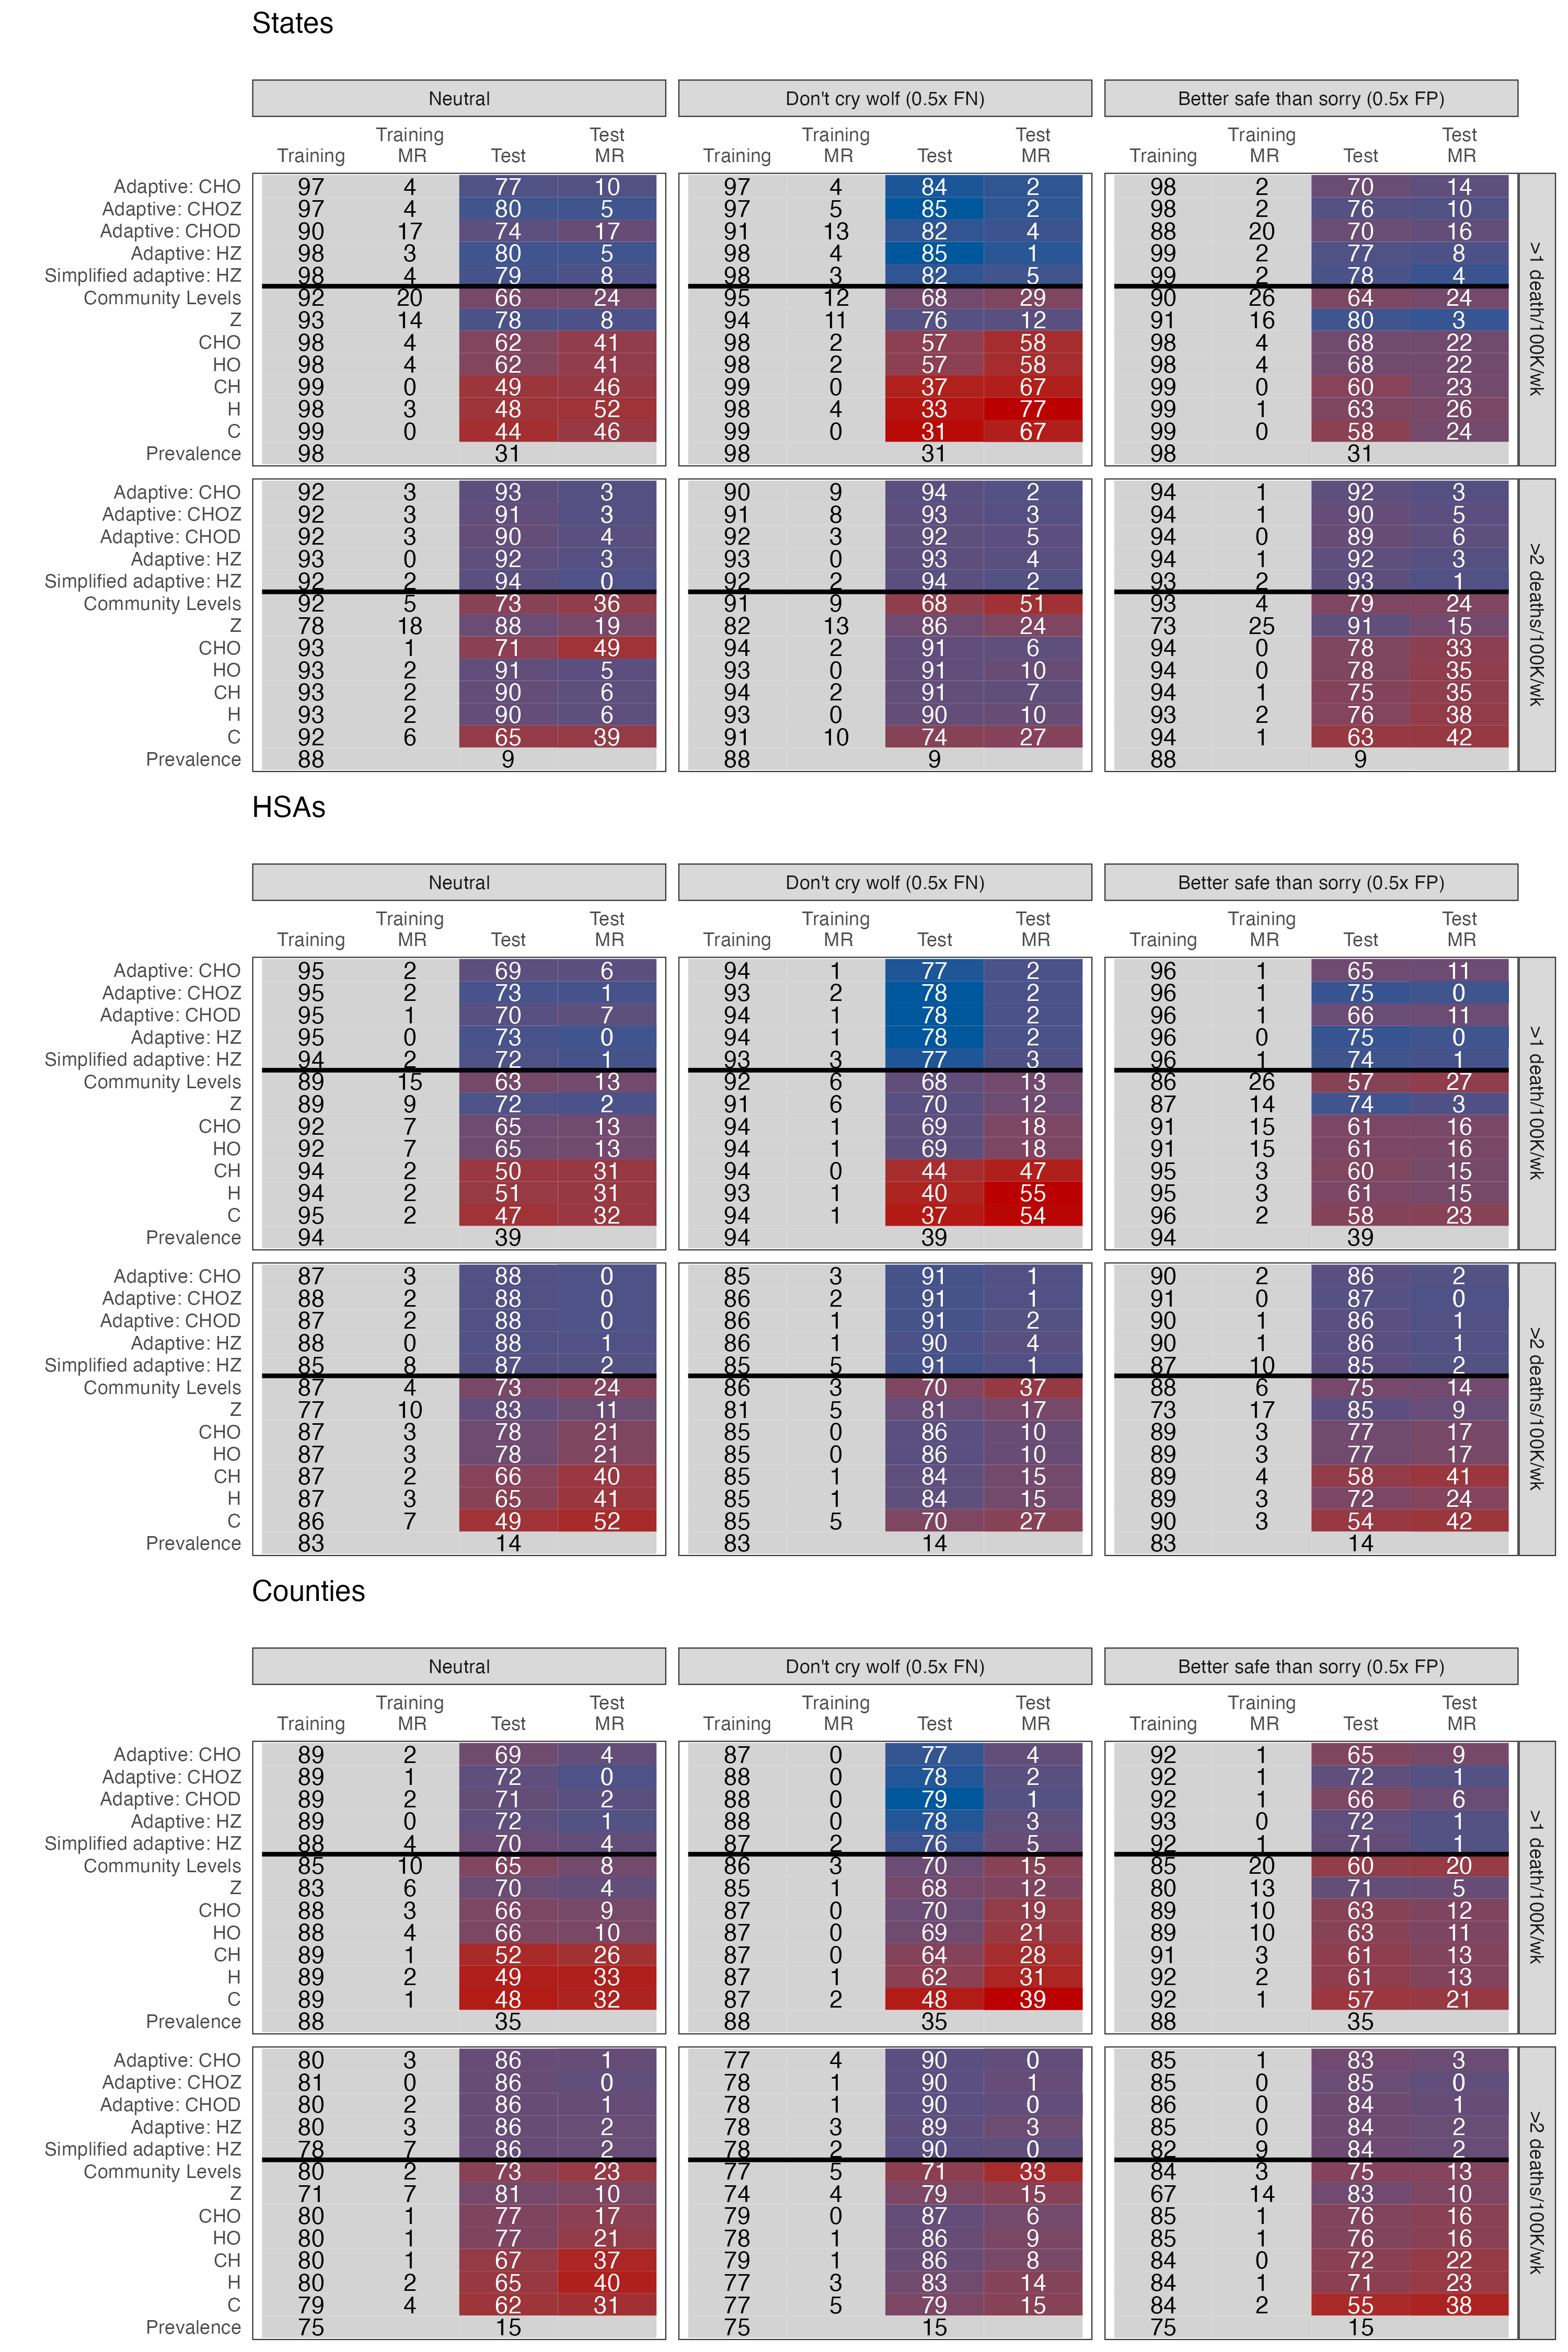 States
Neutral Don't cry wolf (0.5x FN) Better safe than sorry (0.5x FP)
Training Test Training Test Training Test
Training MR Test MR Training MR Test MR Training MR Test MR
Adaptive: CHO 97 4 77 10 97 4 84 2 98 2 70 14
Adaptive: CHOZ 97 4 80 5 97 5 85 2 98 2 76 10
Adaptive: CHOD 90 17 74 17 91 13 82 4 88 20 70 16
Adaptive: HZ 98 3 80 5 98 4 85 1 99 2 77 8
Simplified adaptive: HZ 98 4 79 8 98 3 82 5 99 2 78 4
Community Levels 92 20 66 24 95 12 68 29 90 26 64 24
Z 93 14 78 8 94 11 76 12 91 16 80 3
CHO 98 4 62 41 98 2 57 58 98 4 68 22
HO 98 4 62 41 98 2 57 58 98 4 68 22
CH 99 0 49 46 99 0 37 67 99 0 60 23
H 98 3 48 52 98 4 33 77 99 1 63 26
C 99 0 44 46 99 0 31 67 99 0 58 24
Prevalence 98 31 98 31 98 31
>1 death/100K/wk
Adaptive: CHO 92 3 93 3 90 9 94 2 94 1 92 3
Adaptive: CHOZ 92 3 91 3 91 8 93 3 94 1 90 5
Adaptive: CHOD 92 3 90 4 92 3 92 5 94 0 89 6
Adaptive: HZ 93 0 92 3 93 0 93 4 94 1 92 3
Simplified adaptive: HZ 92 2 94 0 92 2 94 2 93 2 93 1
Community Levels 92 5 73 36 91 9 68 51 93 4 79 24
Z 78 18 88 19 82 13 86 24 73 25 91 15
CHO 93 1 71 49 94 2 91 6 94 0 78 33
HO 93 2 91 5 93 0 91 10 94 0 78 35
CH 93 2 90 6 94 2 91 7 94 1 75 35
H 93 2 90 6 93 0 90 10 93 2 76 38
C 92 6 65 39 91 10 74 27 94 1 63 42
Prevalence 88 9 88 9 88 9
>2 deaths/100K/wk
HSAs
Neutral Don't cry wolf (0.5x FN) Better safe than sorry (0.5x FP)
Training Test Training Test Training Test
Training MR Test MR Training MR Test MR Training MR Test MR
Adaptive: CHO 95 2 69 6 94 1 77 2 96 1 65 11
Adaptive: CHOZ 95 2 73 1 93 2 78 2 96 1 75 0
Adaptive: CHOD 95 1 70 7 94 1 78 2 96 1 66 11
Adaptive: HZ 95 0 73 0 94 1 78 2 96 0 75 0
Simplified adaptive: HZ 94 2 72 1 93 3 77 3 96 1 74 1
Community Levels 89 15 63 13 92 6 68 13 86 26 57 27
Z 89 9 72 2 91 6 70 12 87 14 74 3
CHO 92 7 65 13 94 1 69 18 91 15 61 16
HO 92 7 65 13 94 1 69 18 91 15 61 16
CH 94 2 50 31 94 0 44 47 95 3 60 15
H 94 2 51 31 93 1 40 55 95 3 61 15
C 95 2 47 32 94 1 37 54 96 2 58 23
Prevalence 94 39 94 39 94 39
>1 death/100K/wk
Adaptive: CHO 87 3 88 0 85 3 91 1 90 2 86 2
Adaptive: CHOZ 88 2 88 0 86 2 91 1 91 0 87 0
Adaptive: CHOD 87 2 88 0 86 1 91 2 90 1 86 1
Adaptive: HZ 88 0 88 1 86 1 90 4 90 1 86 1
Simplified adaptive: HZ 85 8 87 2 85 5 91 1 87 10 85 2
Community Levels 87 4 73 24 86 3 70 37 88 6 75 14
Z 77 10 83 11 81 5 81 17 73 17 85 9
CHO 87 3 78 21 85 0 86 10 89 3 77 17
HO 87 3 78 21 85 0 86 10 89 3 77 17
CH 87 2 66 40 85 1 84 15 89 4 58 41
H 87 3 65 41 85 1 84 15 89 3 72 24
C 86 7 49 52 85 5 70 27 90 3 54 42
Prevalence 83 14 83 14 83 14
>2 deaths/100K/wk
Counties
Neutral Don't cry wolf (0.5x FN) Better safe than sorry (0.5x FP)
Training Test Training Test Training Test
Training MR Test MR Training MR Test MR Training MR Test MR
Adaptive: CHO 89 2 69 4 87 0 77 4 92 1 65 9
Adaptive: CHOZ 89 1 72 0 88 0 78 2 92 1 72 1
Adaptive: CHOD 89 2 71 2 88 0 79 1 92 1 66 6
Adaptive: HZ 89 0 72 1 88 0 78 3 93 0 72 1
Simplified adaptive: HZ 88 4 70 4 87 2 76 5 92 1 71 1
Community Levels 85 10 65 8 86 3 70 15 85 20 60 20
Z 83 6 70 4 85 1 68 12 80 13 71 5
CHO 88 3 66 9 87 0 70 19 89 10 63 12
HO 88 4 66 10 87 0 69 21 89 10 63 11
CH 89 1 52 26 87 0 64 28 91 3 61 13
H 89 2 49 33 87 1 62 31 92 2 61 13
C 89 1 48 32 87 2 48 39 92 1 57 21
Prevalence 88 35 88 35 88 35
>1 death/100K/wk
Adaptive: CHO 80 3 86 1 77 4 90 0 85 1 83 3
Adaptive: CHOZ 81 0 86 0 78 1 90 1 85 0 85 0
Adaptive: CHOD 80 2 86 1 78 1 90 0 86 0 84 1
Adaptive: HZ 80 3 86 2 78 3 89 3 85 0 84 2
Simplified adaptive: HZ 78 7 86 2 78 2 90 0 82 9 84 2
Community Levels 80 2 73 23 77 5 71 33 84 3 75 13
Z 71 7 81 10 74 4 79 15 67 14 83 10
CHO 80 1 77 17 79 0 87 6 85 1 76 16
HO 80 1 77 21 78 1 86 9 85 1 76 16
CH 80 1 67 37 79 1 86 8 84 0 72 22
H 80 2 65 40 77 3 83 14 84 1 71 23
C 79 4 62 31 77 5 79 15 84 2 55 38
Prevalence 75 15 75 15 75 15
>2 deaths/100K/wk